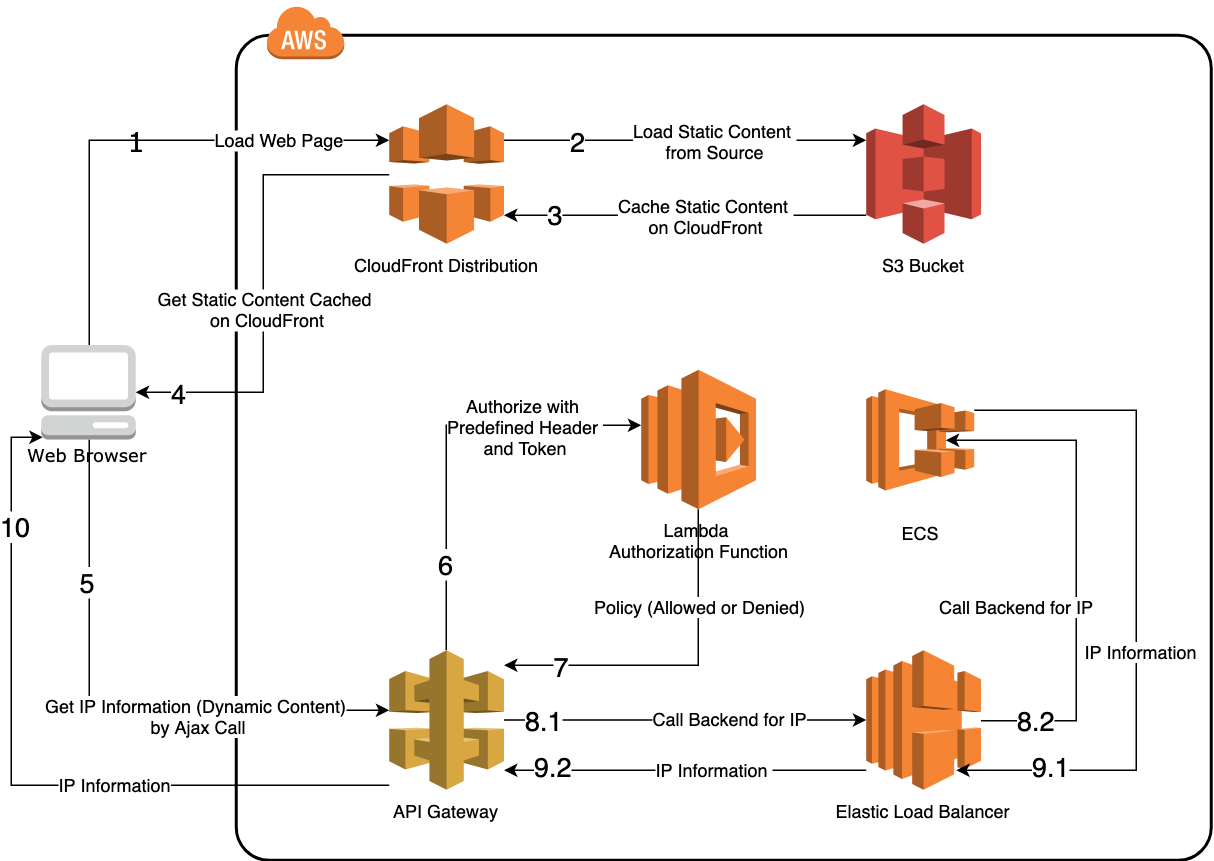 AWS
1
Load Web Page
2
Load Static Content
from Source
3
Cache Static Content
on CloudFront
CloudFront Distribution
S3 Bucket
Get Static Content Cached
on CloudFront
4
Web Browser
Authorize with
Predefined Header
and Token
Lambda
Authorization Function
ECS
10
5
6
Policy (Allowed or Denied)
Call Backend for IP
IP Information
7
Get IP Information (Dynamic Content)
by Ajax Call
8.1
Call Backend for IP
8.2
9.2
IP Information
9.1
IP Information
API Gateway
Elastic Load Balancer